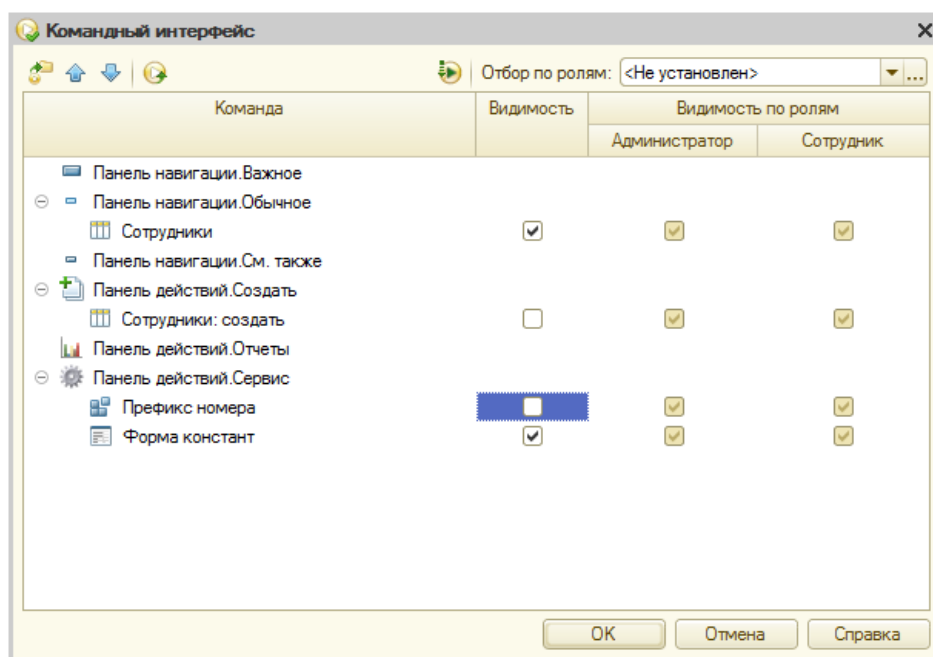 Командный интерфейс
Отбор по ролям: <Не установлен>
Команда Видимость Видимость по ролям
Администратор Сотрудник
Панель навигации.Важное
Панель навигации.Обычное
Сотрудники
Панель навигации.См. также
Панель действий.Создать
Сотрудники: создать
Панель действий.Отчеты
Панель действий.Сервис
Префикс номера
Форма констант
OK Отмена Справка